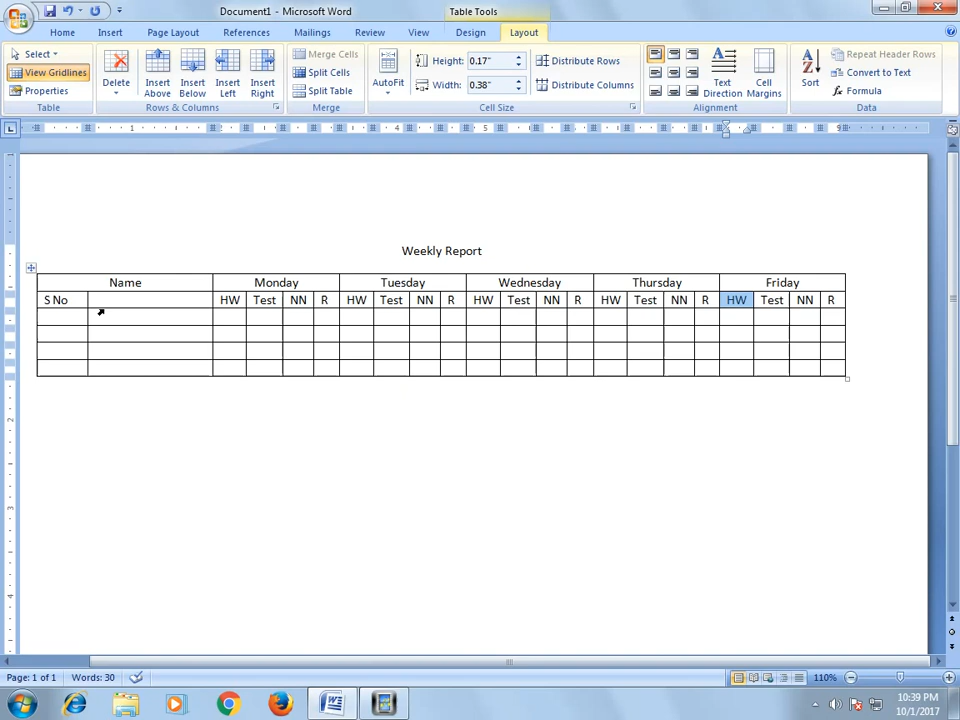 Document1 - Microsoft Word
Table Tools
Home Insert Page Layout References Mailings Review View Design Layout
Select
View Gridlines
Properties
Table
Delete
Insert Above
Insert Below
Insert Left
Insert Right
Rows & Columns
Merge Cells
Split Cells
Split Table
Merge
AutoFit
Height: 0.17"
Width: 0.38"
Distribute Rows
Distribute Columns
Cell Size
Text Direction
Cell Margins
Alignment
Sort
Repeat Header Rows
Convert to Text
Formula
Data
Weekly Report
Name Monday Tuesday Wednesday Thursday Friday
S No HW Test NN R HW Test NN R HW Test NN R HW Test NN R HW Test NN R
Page: 1 of 1 Words: 30 110%
10:39 PM
10/1/2017